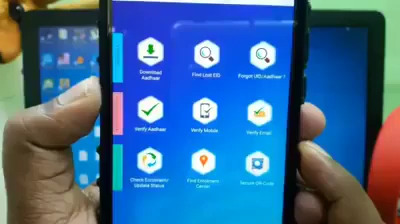 Download
Aadhaar
Find Lost EID
Forgot UID/Aadhaar ?
Verify Aadhaar
Verify Mobile
Verify Email
Check Enrolment/
Update Status
Find Enrolment
Center
Secure QR Code